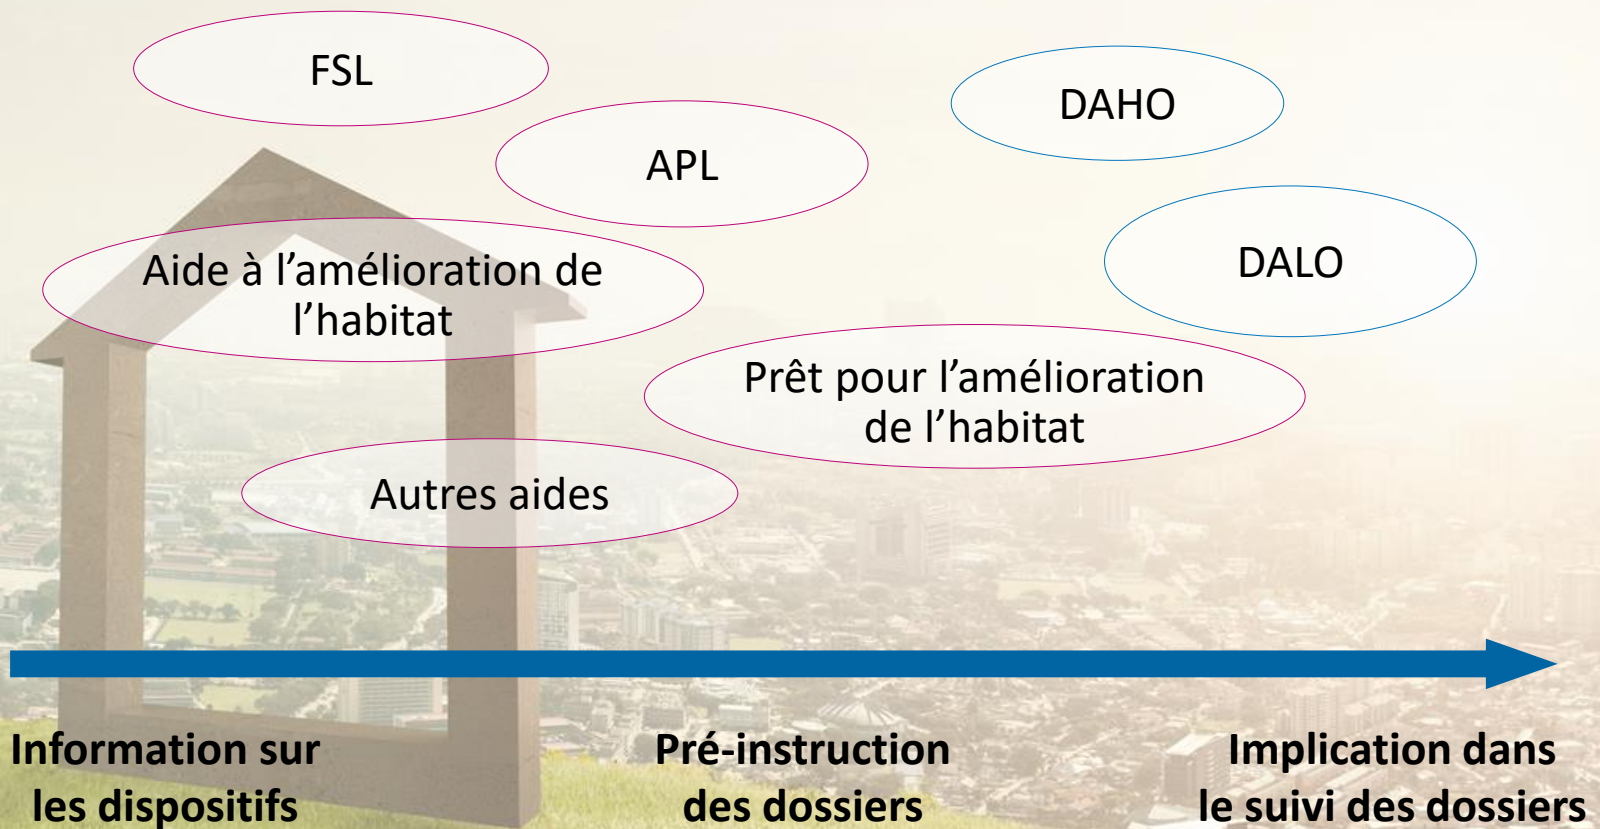 FSL
DAHO
APL
DALO
Aide à l’amélioration de
l’habitat
Prêt pour l’amélioration
de l’habitat
Autres aides
Information sur
les dispositifs
Pré-instruction
des dossiers
Implication dans
le suivi des dossiers